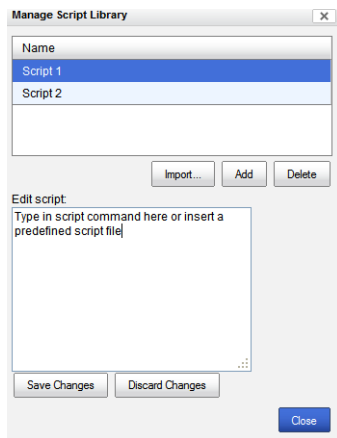 Manage Script Library
Name
Script 1
Script 2
Import... Add Delete
Edit script:
Type in script command here or insert a
predefined script file
Save Changes Discard Changes
Close